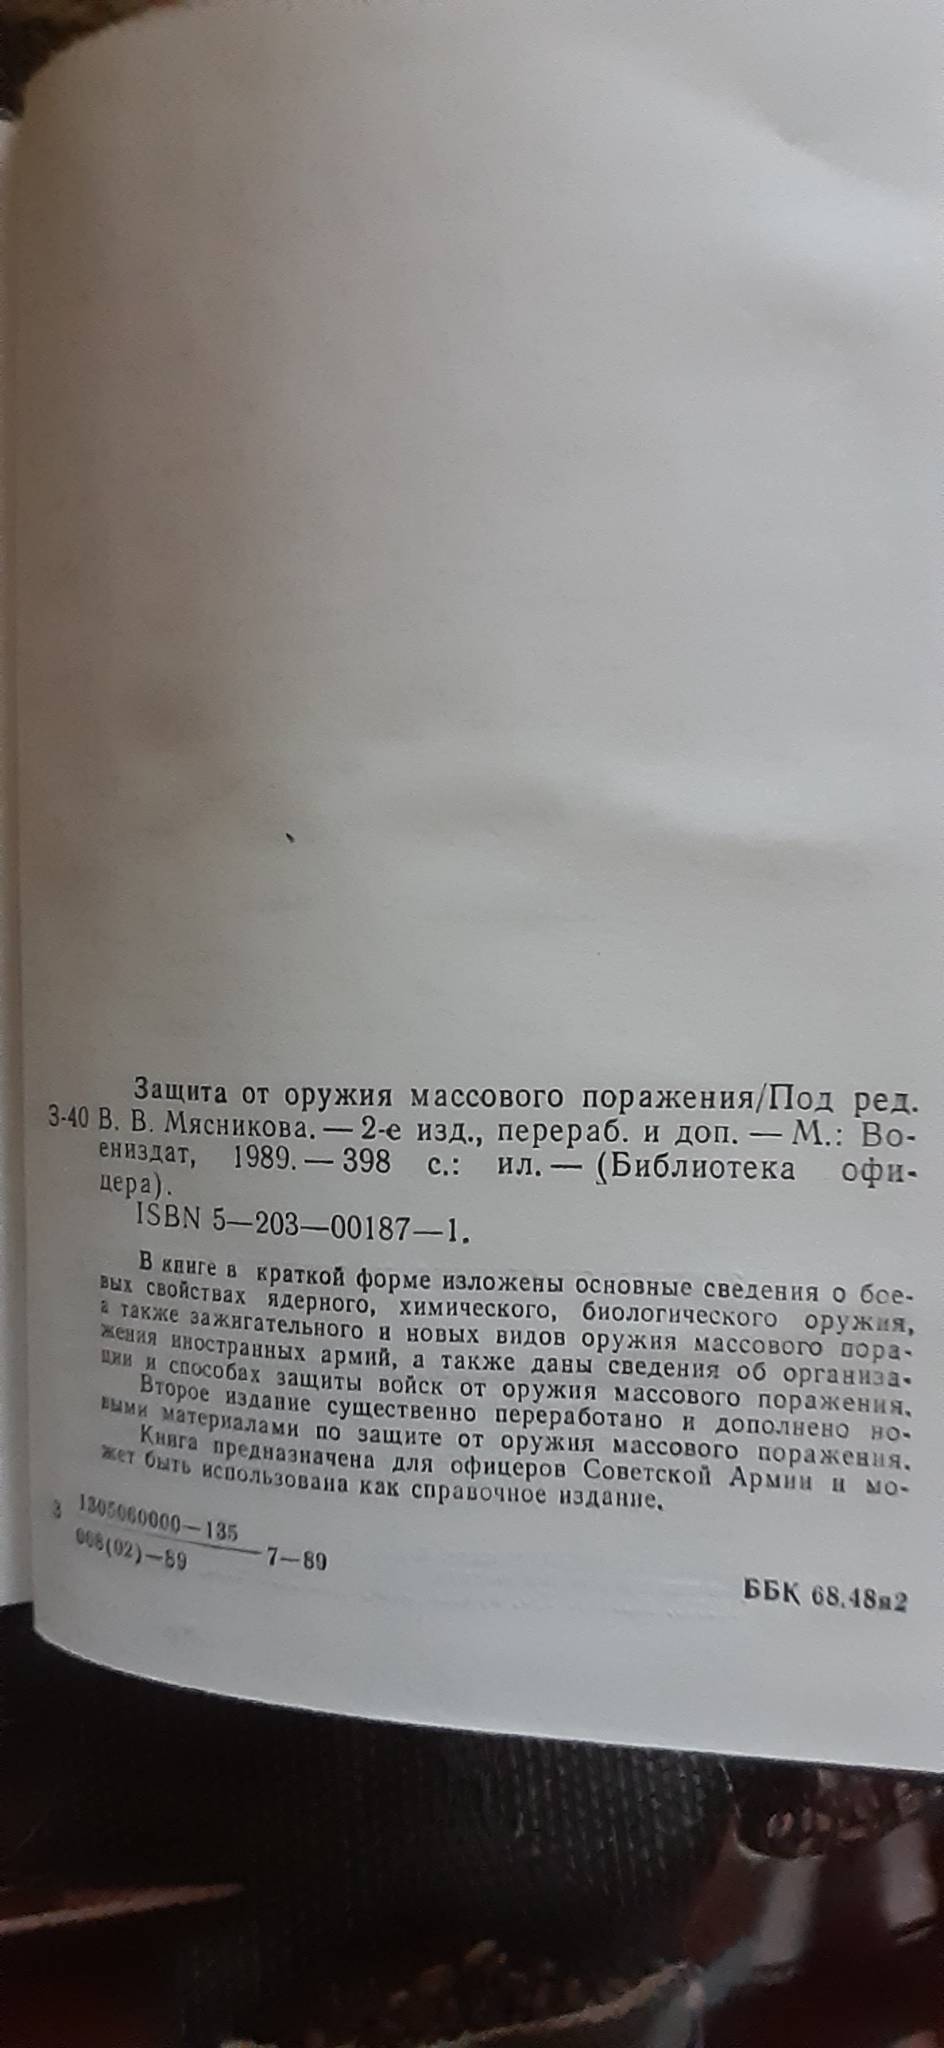 Защита от оружия массового поражения/Под ред.
З-40 В. В. Мясникова. — 2-е изд., перераб. и доп. — М.: Во-
ениздат, 1989. — 398 с.: ил. — (Библиотека офи-
цера).
ISBN 5—203—00187—1.
В книге в краткой форме изложены основные сведения о бое-
вых свойствах ядерного, химического, биологического оружия,
а также зажигательного и новых видов оружия массового пора-
жения иностранных армий, а также даны сведения об организа-
ции и способах защиты войск от оружия массового поражения.
Второе издание существенно переработано и дополнено но-
выми материалами по защите от оружия массового поражения.
Книга предназначена для офицеров Советской Армии и мо-
жет быть использована как справочное издание.
З 1305060000—135
068(02)—89 7—89
ББК 68.48я2